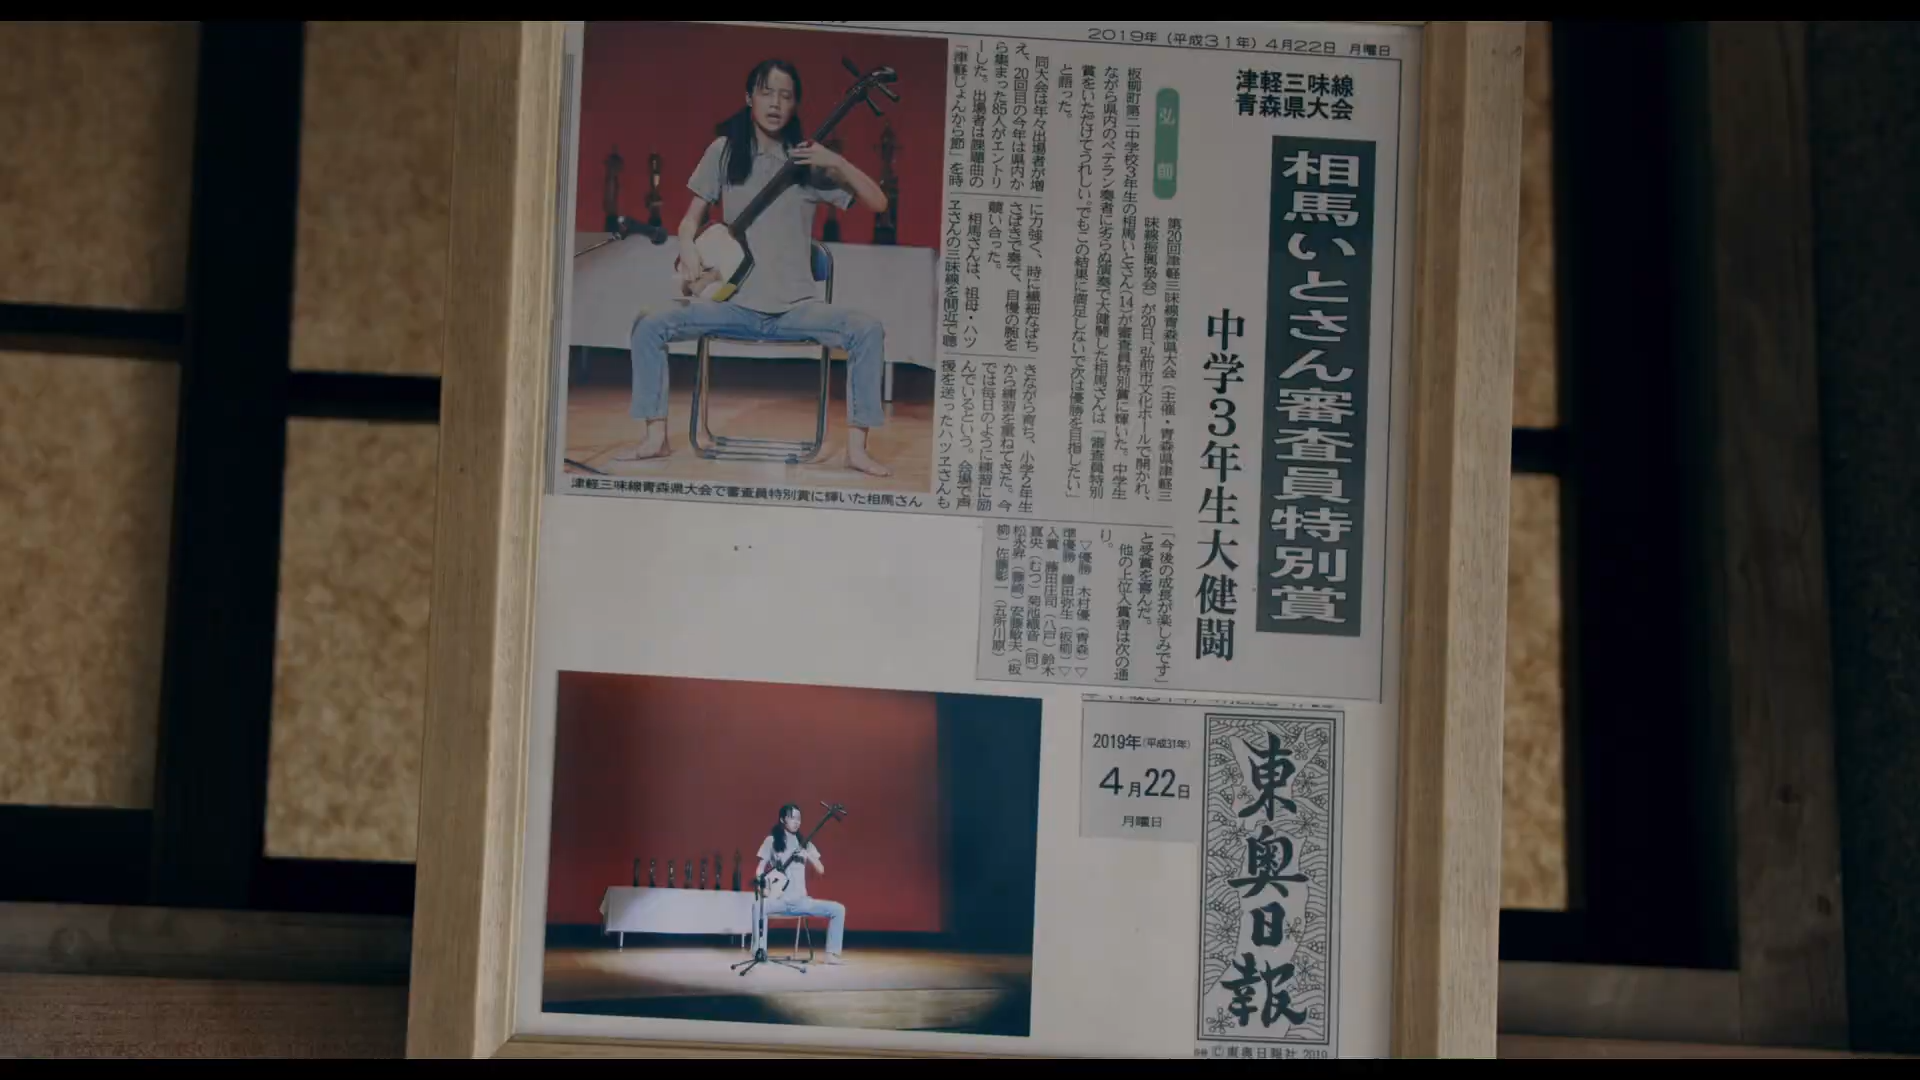 2019年（平成31年）4月22日 月曜日
津軽三味線
青森県大会
相馬いとさん審査員特別賞
中学3年生大健闘
弘前
第20回津軽三味線青森県大会（主催・青森県津軽三
味線振興協会）が20日、弘前市文化ホールで開かれ、
板柳町第二中学校3年生の相馬いとさん(14)が審査員特別賞に輝いた。中学生
ながら県内のベテラン奏者に劣らぬ演奏で大健闘した相馬さんは「審査員特別
賞をいただけてうれしい。でもこの結果に満足しないで次は優勝を目指したい」
と語った。
同大会は年々出場者が増
え、20回目の今年は県内か
ら集まった85人がエントリ
ーした。出場者は課題曲の
「津軽じょんから節」を時
に力強く、時に繊細なばち
さばきで奏で、自慢の腕を
競い合った。
相馬さんは、祖母・ハツ
ヱさんの三味線を間近で聴
きながら育ち、小学2年生
から練習を重ねてきた。今
では毎日のように練習に励
んでいるという。会場で声
援を送ったハツヱさんも
「今後の成長が楽しみです」
と受賞を喜んだ。
他の上位入賞者は次の通
り。
▽優勝 木村優（青森）▽
準優勝 鎌田弥生（板柳）▽
入賞 藤田庄司（八戸）鈴木
嘉央（むつ）菊池織音（同）
松永昇（藤崎）安藤敏夫（板
柳）佐藤彰一（五所川原）
津軽三味線青森県大会で審査員特別賞に輝いた相馬さん
2019年(平成31年)
4月22日
月曜日
東奥日報
©東奥日報社 2019